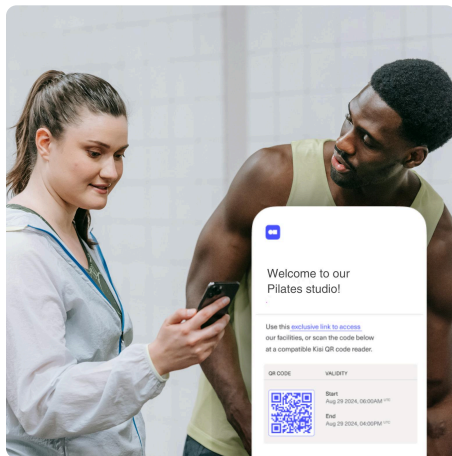 Welcome to our
Pilates studio!
Use this exclusive link to access
our facilities, or scan the code below
at a compatible Kisi QR code reader.
QR CODE VALIDITY
Start
Aug 29 2024, 06:00AM UTC
End
Aug 29 2024, 04:00PM UTC